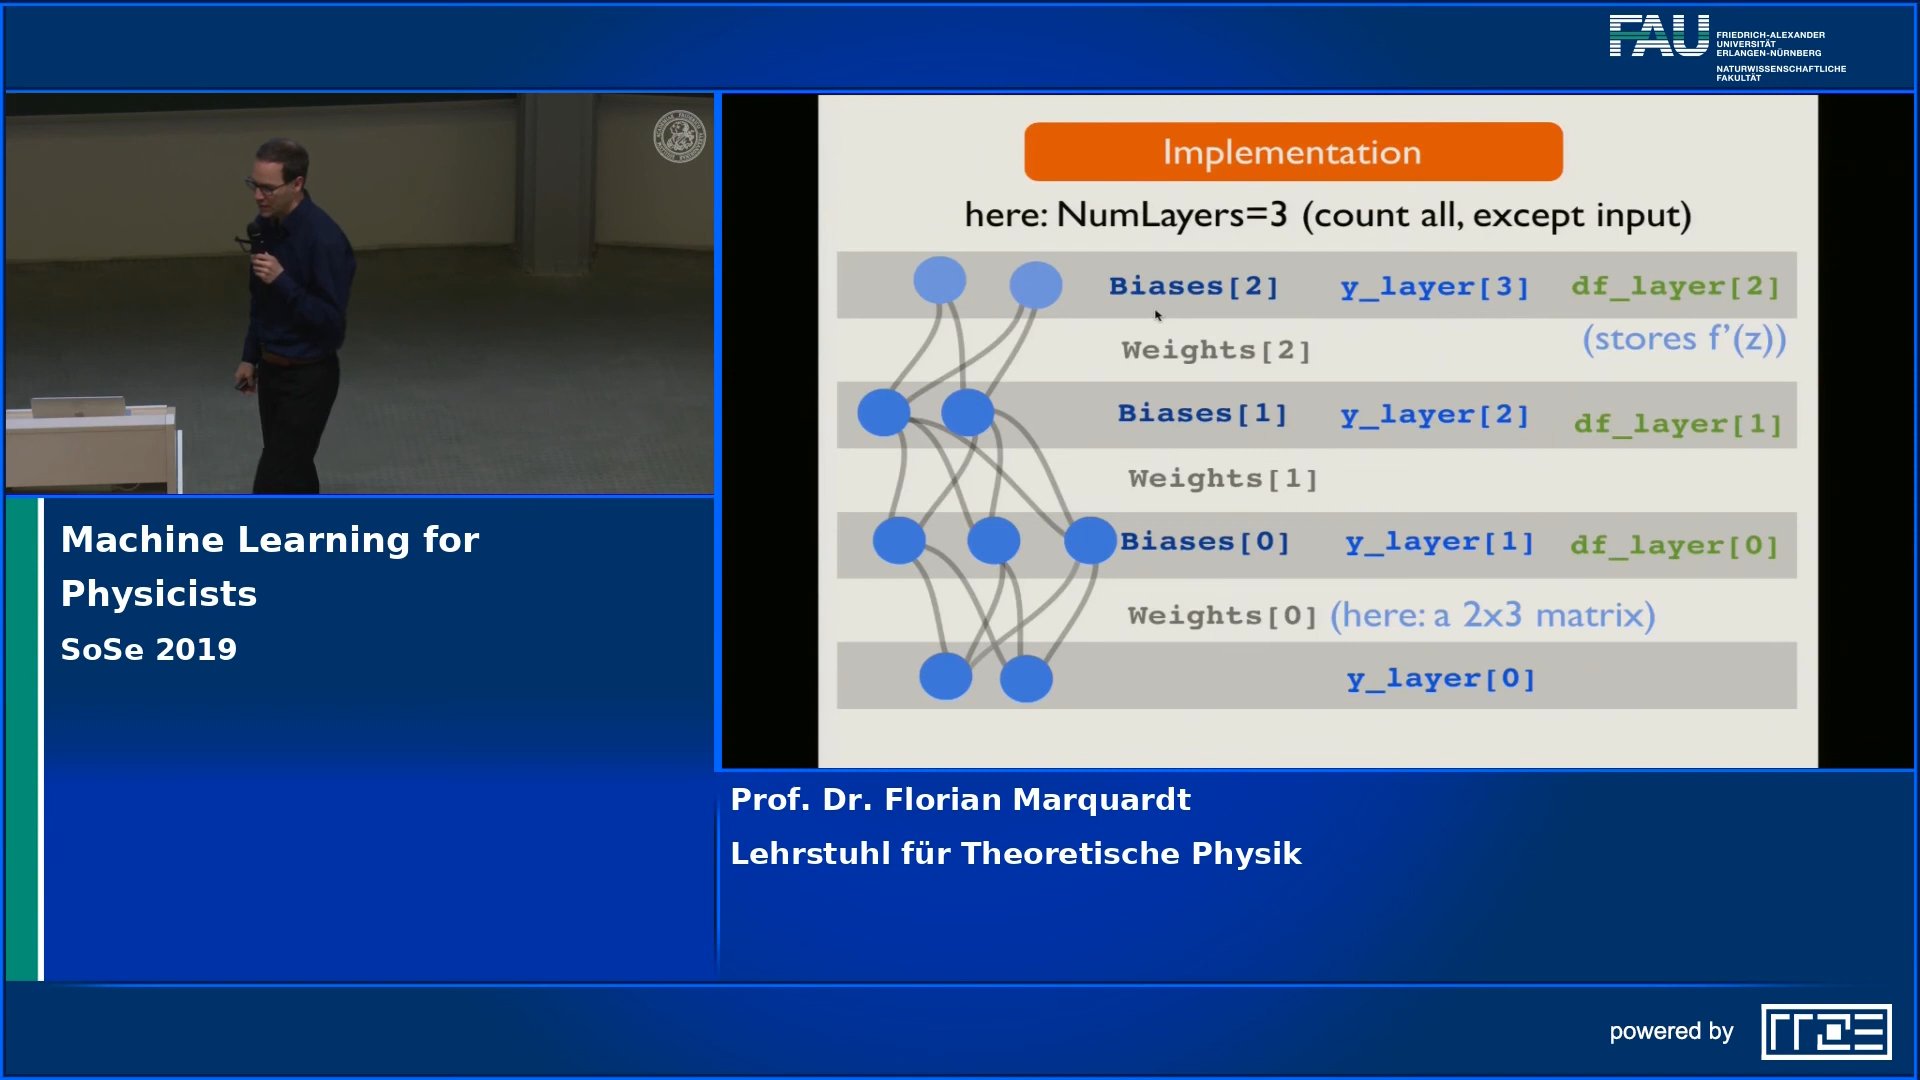 FAU
FRIEDRICH-ALEXANDER
UNIVERSITÄT
ERLANGEN-NÜRNBERG
NATURWISSENSCHAFTLICHE
FAKULTÄT
Implementation
here: NumLayers=3 (count all, except input)
Biases[2] y_layer[3] df_layer[2]
(stores f’(z))
Weights[2]
Biases[1] y_layer[2] df_layer[1]
Weights[1]
Biases[0] y_layer[1] df_layer[0]
Weights[0] (here: a 2x3 matrix)
y_layer[0]
Machine Learning for
Physicists
SoSe 2019
Prof. Dr. Florian Marquardt
Lehrstuhl für Theoretische Physik
powered by